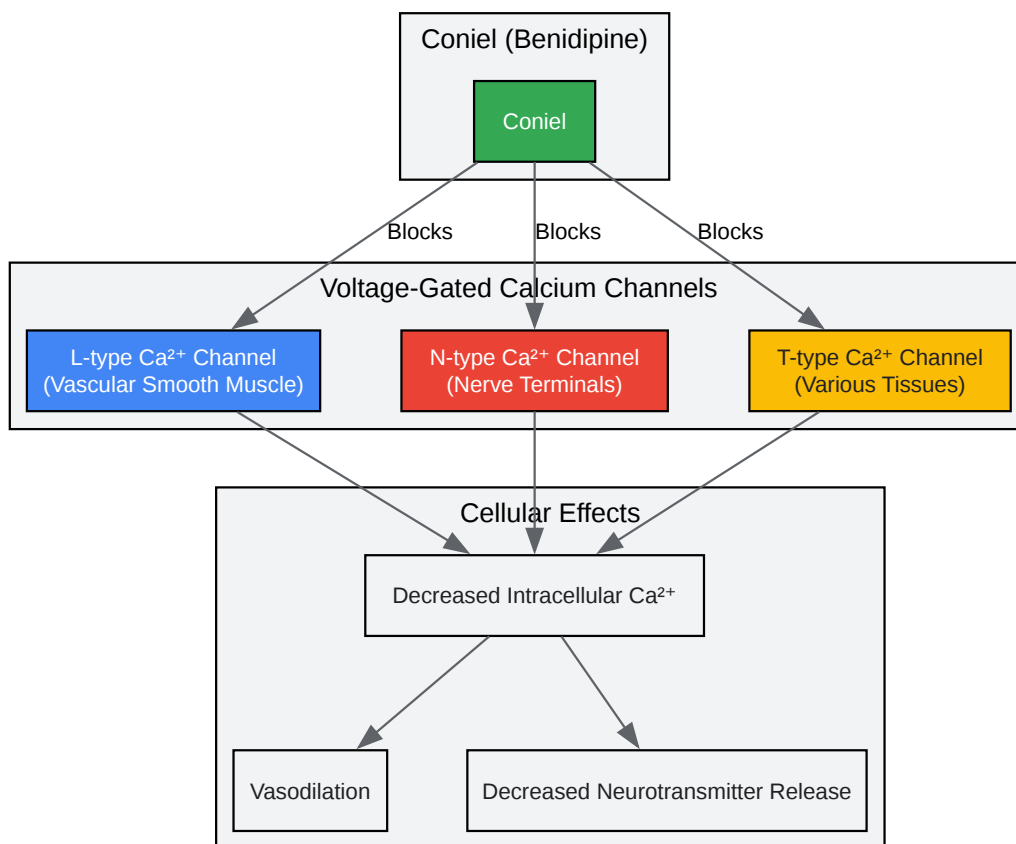 Coniel (Benidipine)
Coniel
Blocks
Blocks
Blocks
Voltage-Gated Calcium Channels
L-type Ca²⁺ Channel
(Vascular Smooth Muscle)
N-type Ca²⁺ Channel
(Nerve Terminals)
T-type Ca²⁺ Channel
(Various Tissues)
Cellular Effects
Decreased Intracellular Ca²⁺
Vasodilation
Decreased Neurotransmitter Release